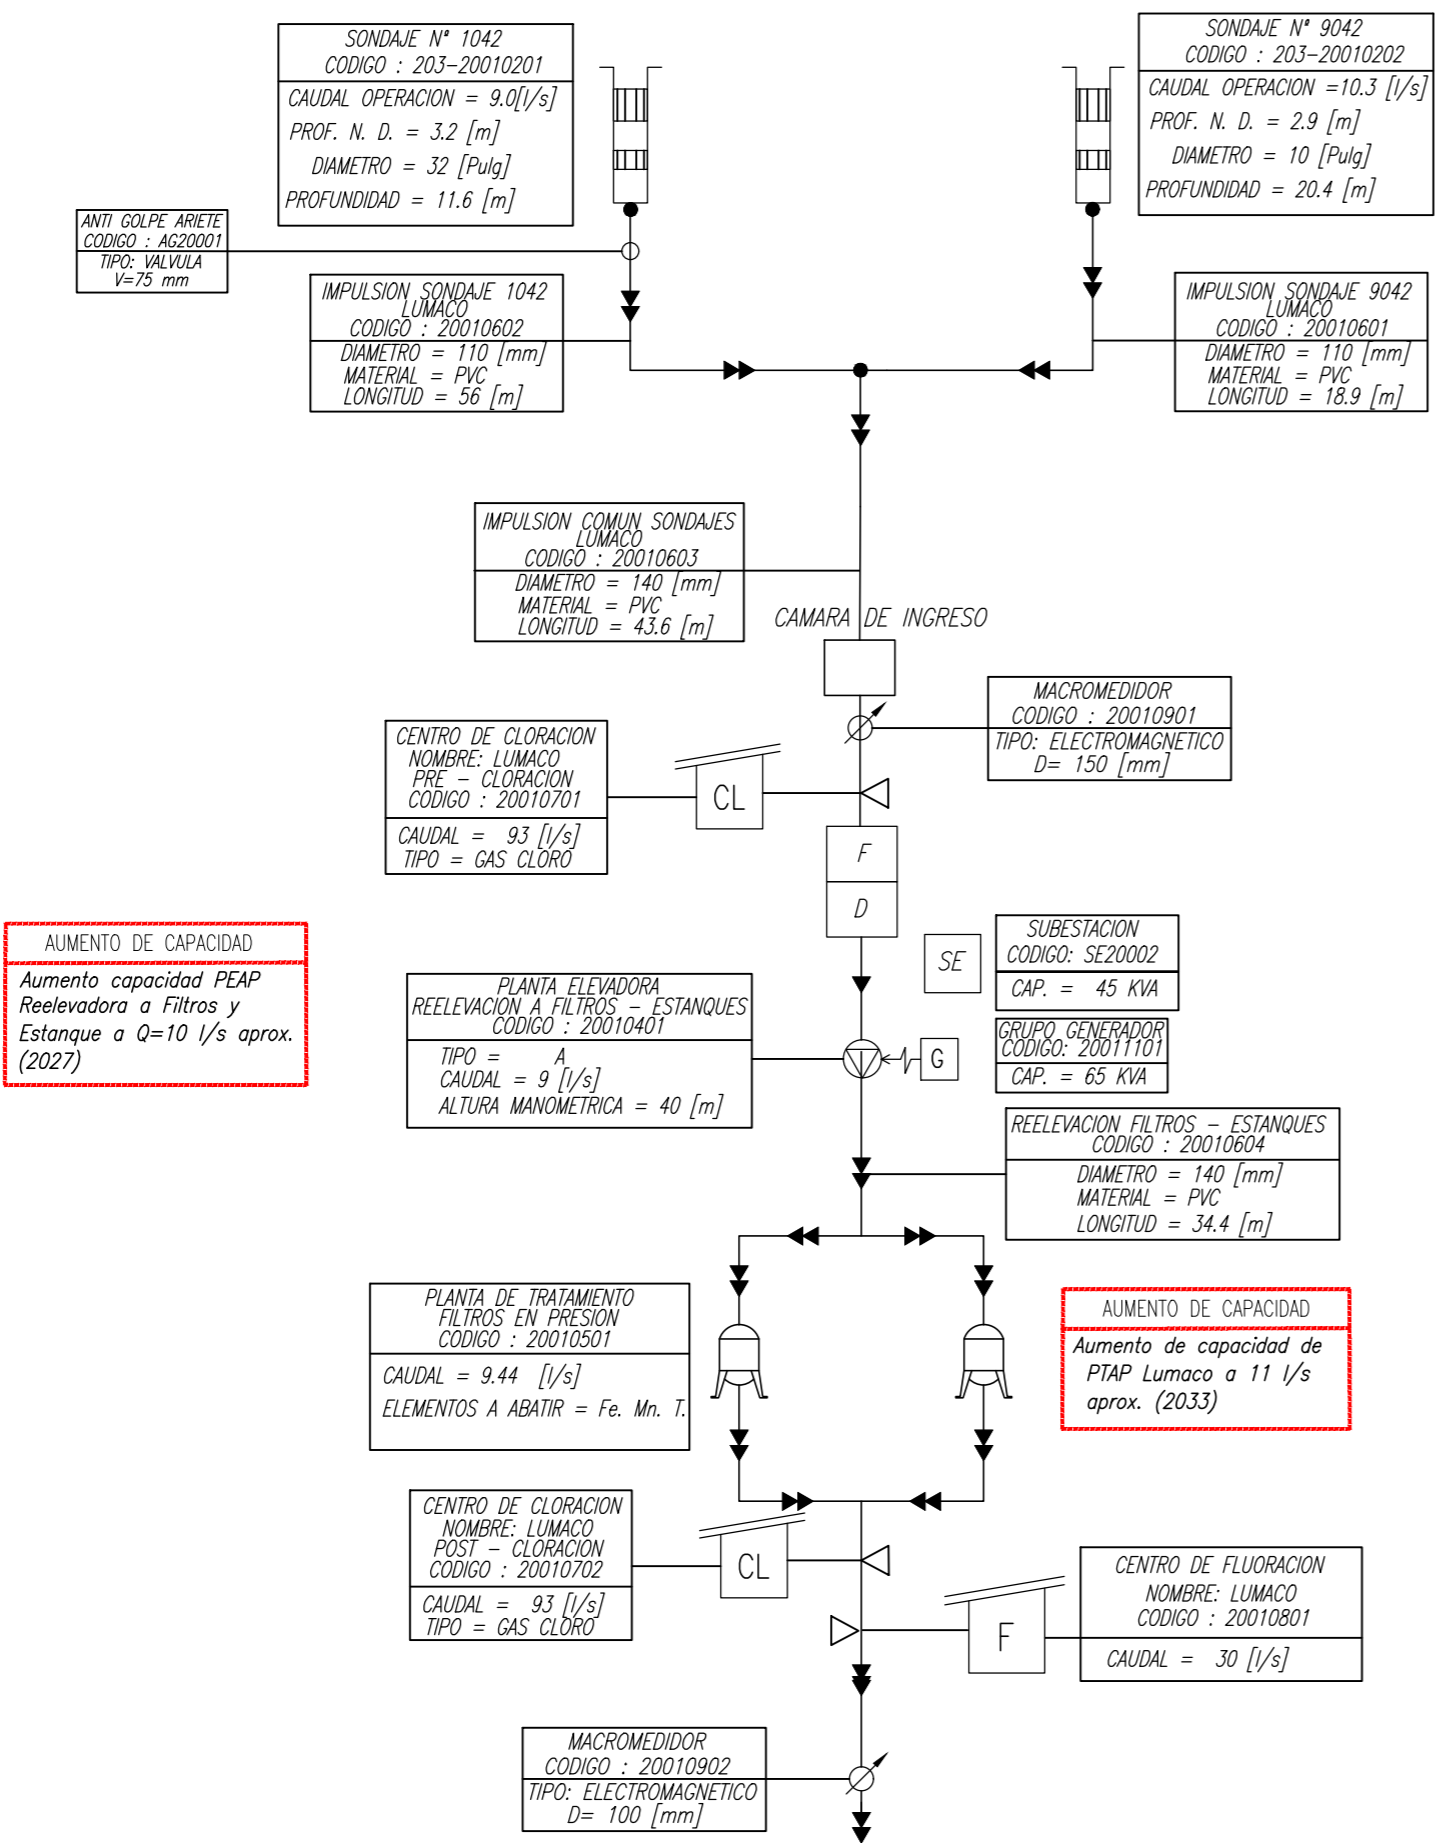 SONDAJE Nº 1042
CODIGO : 203-20010201
CAUDAL OPERACION = 9.0[l/s]
PROF. N. D. = 3.2 [m]
DIAMETRO = 32 [Pulg]
PROFUNDIDAD = 11.6 [m]
SONDAJE Nº 9042
CODIGO : 203-20010202
CAUDAL OPERACION =10.3 [l/s]
PROF. N. D. = 2.9 [m]
DIAMETRO = 10 [Pulg]
PROFUNDIDAD = 20.4 [m]
ANTI GOLPE ARIETE
CODIGO : AG20001
TIPO: VALVULA
V=75 mm
IMPULSION SONDAJE 1042
LUMACO
CODIGO : 20010602
DIAMETRO = 110 [mm]
MATERIAL = PVC
LONGITUD = 56 [m]
IMPULSION SONDAJE 9042
LUMACO
CODIGO : 20010601
DIAMETRO = 110 [mm]
MATERIAL = PVC
LONGITUD = 18.9 [m]
IMPULSION COMUN SONDAJES
LUMACO
CODIGO : 20010603
DIAMETRO = 140 [mm]
MATERIAL = PVC
LONGITUD = 43.6 [m]
CAMARA DE INGRESO
MACROMEDIDOR
CODIGO : 20010901
TIPO: ELECTROMAGNETICO
D= 150 [mm]
CENTRO DE CLORACION
NOMBRE: LUMACO
PRE - CLORACION
CODIGO : 20010701
CAUDAL = 93 [l/s]
TIPO = GAS CLORO
CL
F
D
AUMENTO DE CAPACIDAD
Aumento capacidad PEAP
Reelevadora a Filtros y
Estanque a Q=10 l/s aprox.
(2027)
PLANTA ELEVADORA
REELEVACION A FILTROS - ESTANQUES
CODIGO : 20010401
TIPO = A
CAUDAL = 9 [l/s]
ALTURA MANOMETRICA = 40 [m]
SE
SUBESTACION
CODIGO: SE20002
CAP. = 45 KVA
G
GRUPO GENERADOR
CODIGO: 20011101
CAP. = 65 KVA
REELEVACION FILTROS - ESTANQUES
CODIGO : 20010604
DIAMETRO = 140 [mm]
MATERIAL = PVC
LONGITUD = 34.4 [m]
PLANTA DE TRATAMIENTO
FILTROS EN PRESION
CODIGO : 20010501
CAUDAL = 9.44 [l/s]
ELEMENTOS A ABATIR = Fe. Mn. T.
AUMENTO DE CAPACIDAD
Aumento de capacidad de
PTAP Lumaco a 11 l/s
aprox. (2033)
CENTRO DE CLORACION
NOMBRE: LUMACO
POST - CLORACION
CODIGO : 20010702
CAUDAL = 93 [l/s]
TIPO = GAS CLORO
CL
F
CENTRO DE FLUORACION
NOMBRE: LUMACO
CODIGO : 20010801
CAUDAL = 30 [l/s]
MACROMEDIDOR
CODIGO : 20010902
TIPO: ELECTROMAGNETICO
D= 100 [mm]